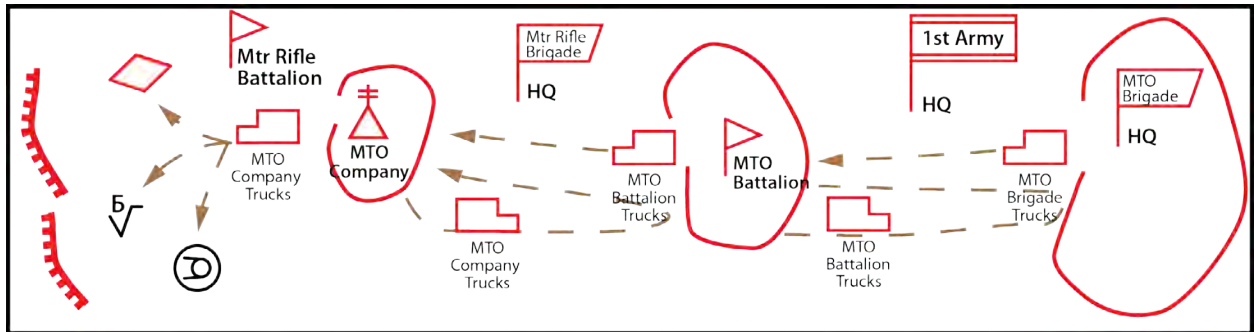 Mtr Rifle
Battalion
MTO
Company
Trucks
Б
MTO
Company
Mtr Rifle
Brigade
HQ
MTO
Company
Trucks
MTO
Battalion
Trucks
MTO
Battalion
MTO
Battalion
Trucks
1st Army
HQ
MTO
Brigade
Trucks
MTO
Brigade
HQ